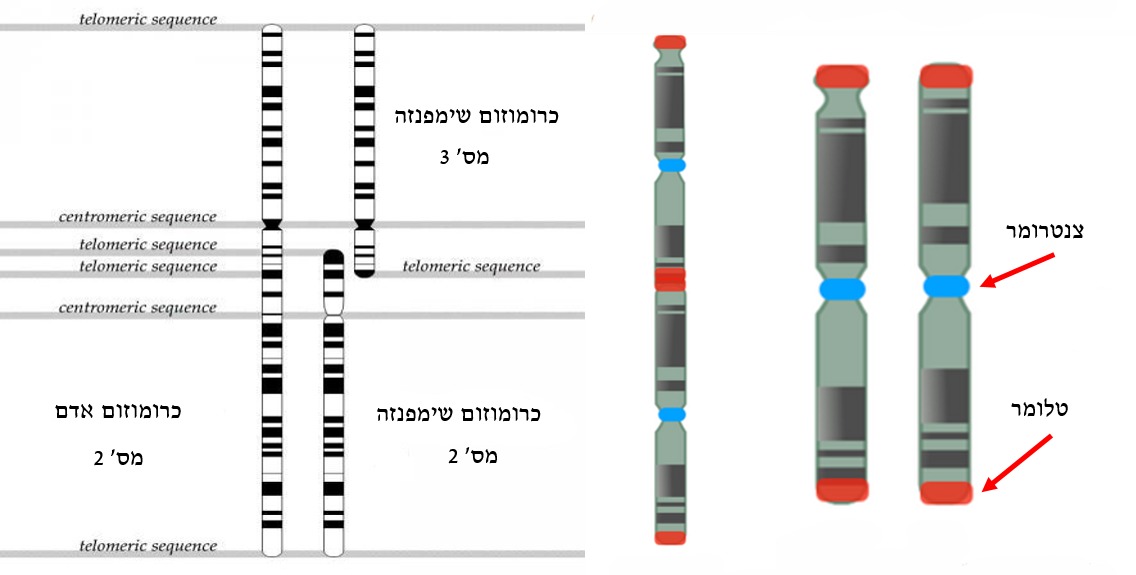 telomeric sequence
כרומוזום שימפנזה
מס' 3
centromeric sequence
telomeric sequence
telomeric sequence
telomeric sequence
centromeric sequence
כרומוזום אדם
מס' 2
כרומוזום שימפנזה
מס' 2
telomeric sequence
צנטרומר
טלומר